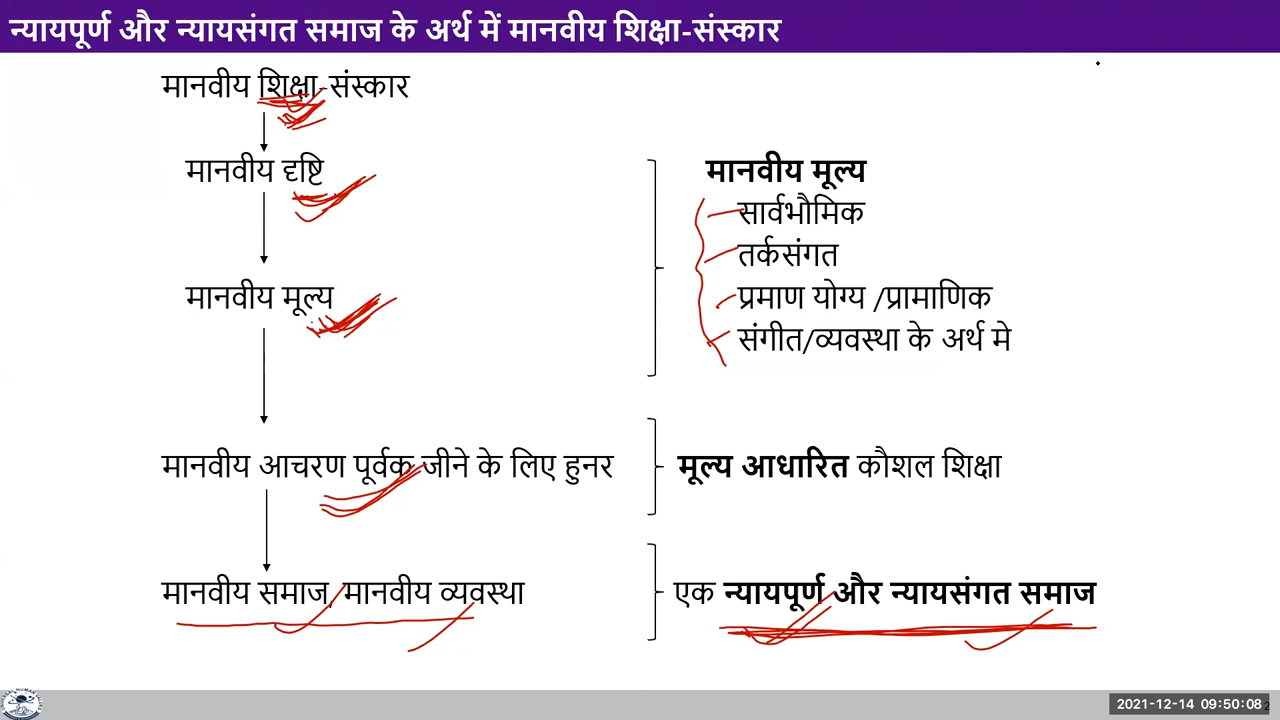 न्यायपूर्ण और न्यायसंगत समाज के अर्थ में मानवीय शिक्षा-संस्कार
मानवीय शिक्षा-संस्कार
मानवीय दृष्टि
मानवीय मूल्य
मानवीय आचरण पूर्वक जीने के लिए हुनर
मानवीय समाज, मानवीय व्यवस्था
मानवीय मूल्य
सार्वभौमिक
तर्कसंगत
प्रमाण योग्य /प्रामाणिक
संगीत/व्यवस्था के अर्थ मे
मूल्य आधारित कौशल शिक्षा
एक न्यायपूर्ण और न्यायसंगत समाज
2021-12-14 09:50:08